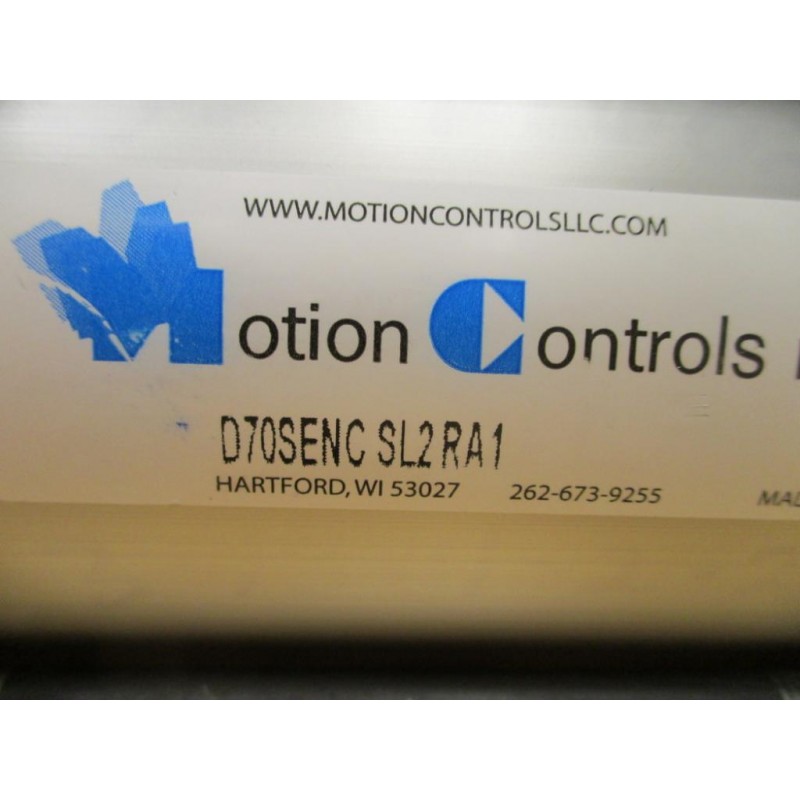 WWW.MOTIONCONTROLSLLC.COM
Motion Controls
D70SENC SL2 RA1
HARTFORD, WI 53027 262-673-9255